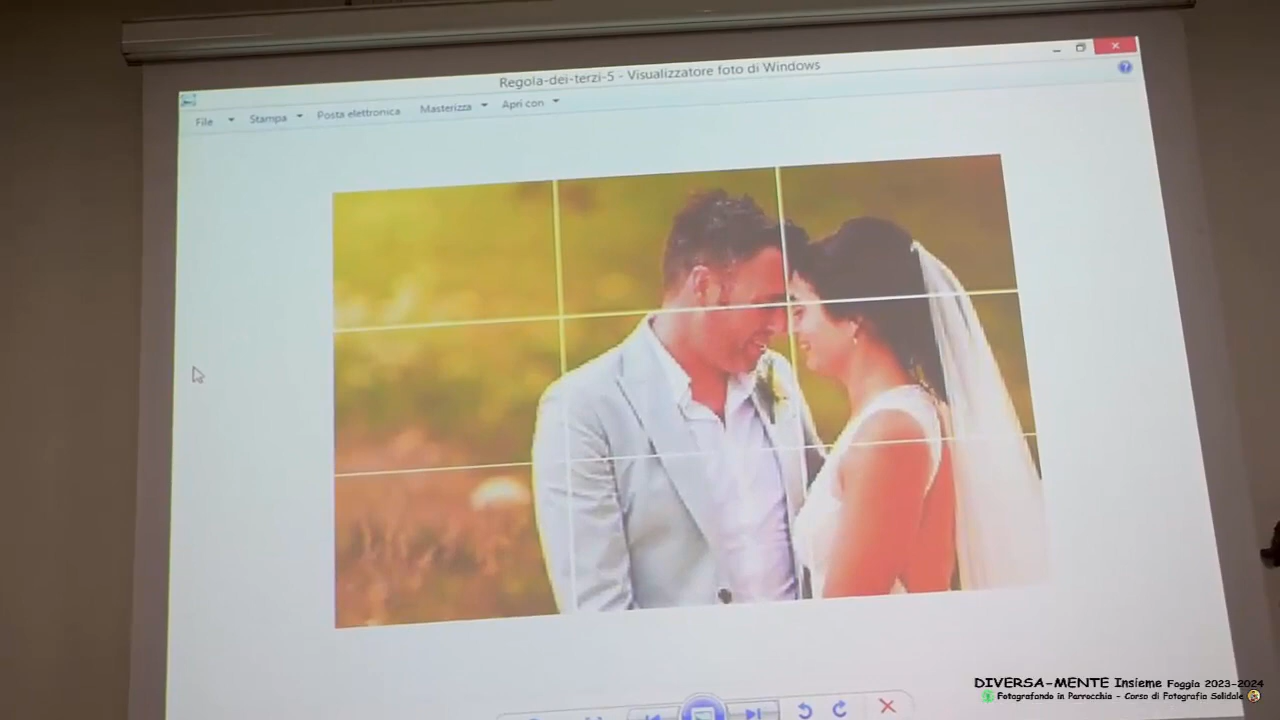 Regola-dei-terzi-5 - Visualizzatore foto di Windows
File Stampa Posta elettronica Masterizza Apri con
DIVERSA-MENTE Insieme Foggia 2023-2024
Fotografando in Parrocchia - Corso di Fotografia Solidale